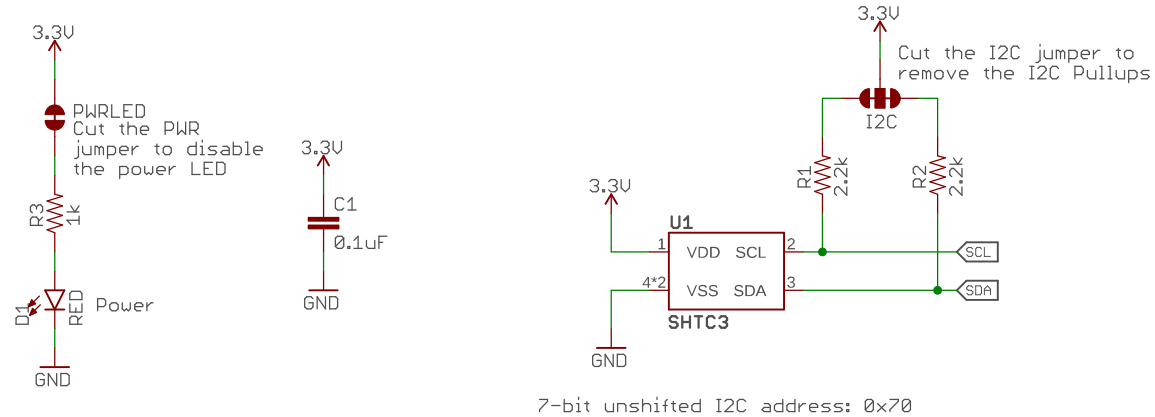 3.3V
PWRLED
Cut the PWR
jumper to disable
the power LED
R3
1k
D1
RED
Power
GND
3.3V
C1
0.1uF
GND
3.3V
Cut the I2C jumper to
remove the I2C Pullups
I2C
R1
2.2k
R2
2.2k
3.3V
U1
1
VDD
SCL
2
SCL
4*2
VSS
SDA
3
SDA
SHTC3
GND
7-bit unshifted I2C address: 0x70